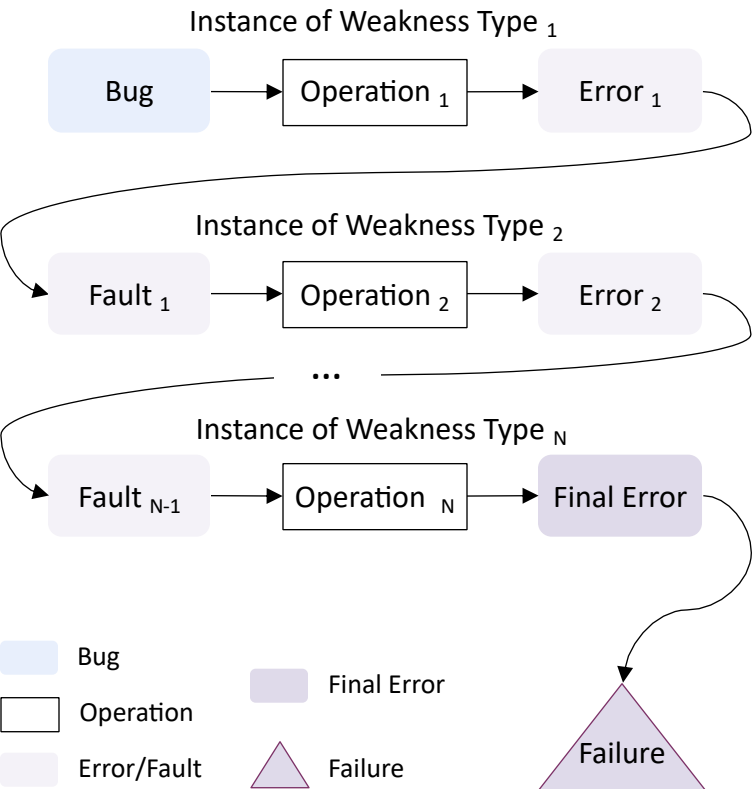 Instance of Weakness Type 1
Bug Operation 1 Error 1
Instance of Weakness Type 2
Fault 1 Operation 2 Error 2
...
Instance of Weakness Type N
Fault N-1 Operation N Final Error
Bug
Operation
Error/Fault
Final Error
Failure
Failure